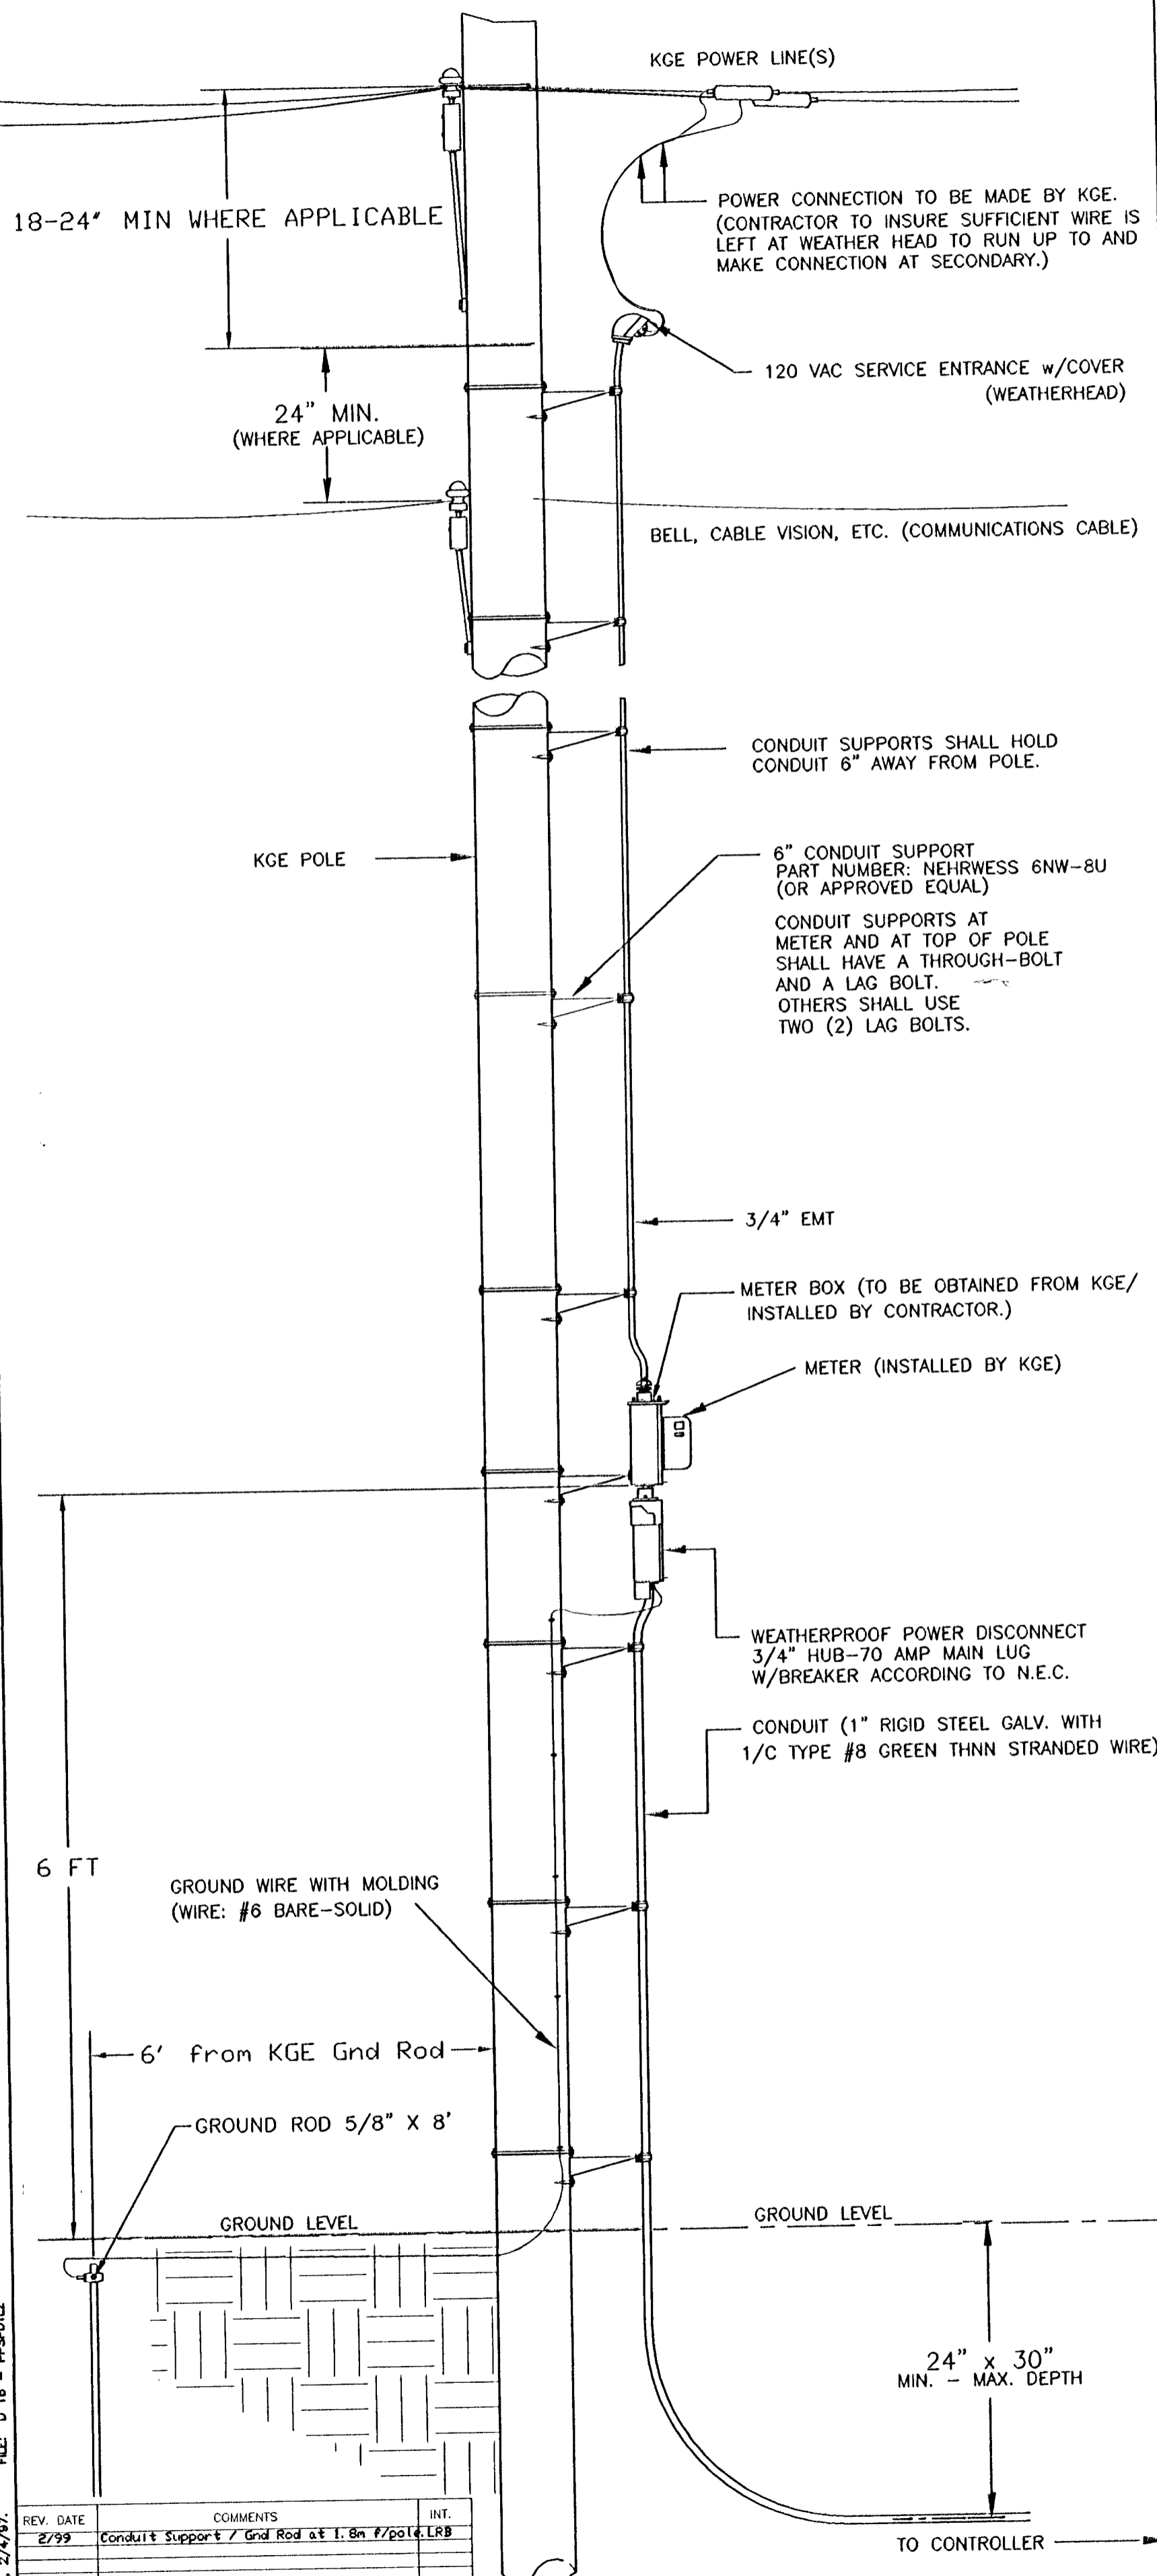 KGE POWER LINE(S)
18-24" MIN WHERE APPLICABLE
POWER CONNECTION TO BE MADE BY KGE.
(CONTRACTOR TO INSURE SUFFICIENT WIRE IS
LEFT AT WEATHER HEAD TO RUN UP TO AND
MAKE CONNECTION AT SECONDARY.)
120 VAC SERVICE ENTRANCE w/COVER
(WEATHERHEAD)
24" MIN.
(WHERE APPLICABLE)
BELL, CABLE VISION, ETC. (COMMUNICATIONS CABLE)
CONDUIT SUPPORTS SHALL HOLD
CONDUIT 6" AWAY FROM POLE.
KGE POLE
6" CONDUIT SUPPORT
PART NUMBER: NEHRWESS 6NW-8U
(OR APPROVED EQUAL)
CONDUIT SUPPORTS AT
METER AND AT TOP OF POLE
SHALL HAVE A THROUGH-BOLT
AND A LAG BOLT.
OTHERS SHALL USE
TWO (2) LAG BOLTS.
3/4" EMT
METER BOX (TO BE OBTAINED FROM KGE/
INSTALLED BY CONTRACTOR.)
METER (INSTALLED BY KGE)
WEATHERPROOF POWER DISCONNECT
3/4" HUB-70 AMP MAIN LUG
W/BREAKER ACCORDING TO N.E.C.
CONDUIT (1" RIGID STEEL GALV. WITH
1/C TYPE #8 GREEN THNN STRANDED WIRE)
6 FT
GROUND WIRE WITH MOLDING
(WIRE: #6 BARE-SOLID)
6' from KGE Gnd Rod
GROUND ROD 5/8" X 8'
GROUND LEVEL
GROUND LEVEL
24" x 30"
MIN. - MAX. DEPTH
TO CONTROLLER
REV. DATE COMMENTS INT.
2/99 Conduit Support / Gnd Rod at 1.8m f/pole. LRB
2/4/97. FILE: